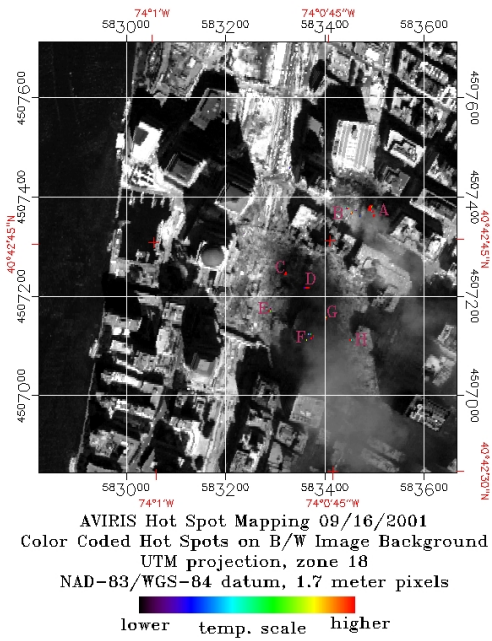 74°1'W 74°0'45"W
583000 583200 583400 583600
4507600 4507600
4507400 4507400
A
40°42'45"N 40°42'45"N
C
D
4507200 4507200
G
F
4507000 4507000
40°42'30"N
583000 583200 583400 583600
74°1'W 74°0'45"W
AVIRIS Hot Spot Mapping 09/16/2001
Color Coded Hot Spots on B/W Image Background
UTM projection, zone 18
NAD-83/WGS-84 datum, 1.7 meter pixels
lower temp. scale higher